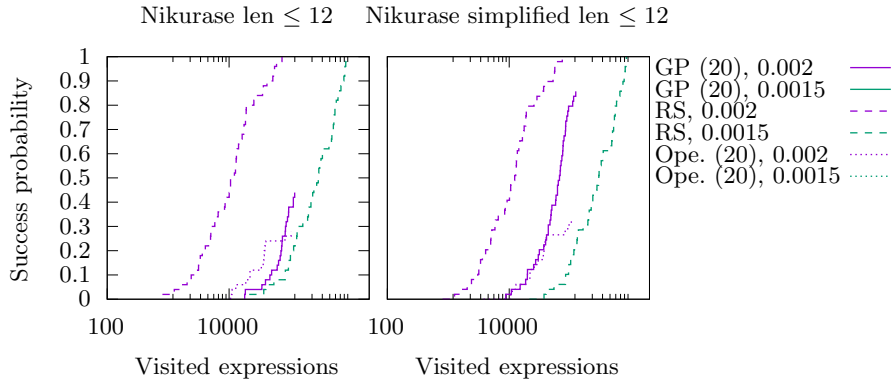 Nikurase len ≤ 12
Nikurase simplified len ≤ 12
Success probability
1
0.9
0.8
0.7
0.6
0.5
0.4
0.3
0.2
0.1
0
100
10000
100
10000
Visited expressions
Visited expressions
GP (20), 0.002
GP (20), 0.0015
RS, 0.002
RS, 0.0015
Ope. (20), 0.002
Ope. (20), 0.0015